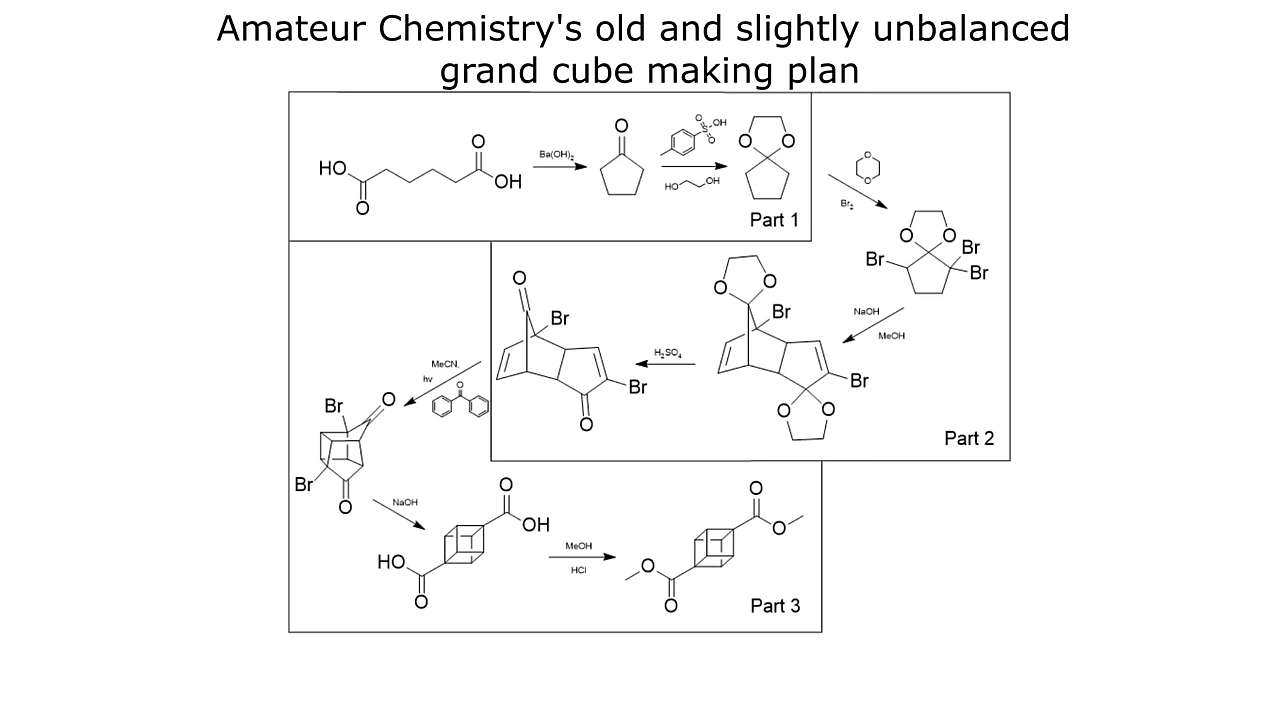 Amateur Chemistry's old and slightly unbalanced
grand cube making plan
HO
O
O
OH
Ba(OH)₂
O
O
S
OH
O
HO
OH
O
O
Part 1
O
O
Br₂
O
O
Br
Br
Br
NaOH
MeOH
O
O
Br
Br
O
O
Part 2
H₂SO₄
O
Br
Br
O
MeCN,
hv
O
Br
O
Br
O
NaOH
O
OH
HO
O
MeOH
HCl
O
O
O
O
Part 3